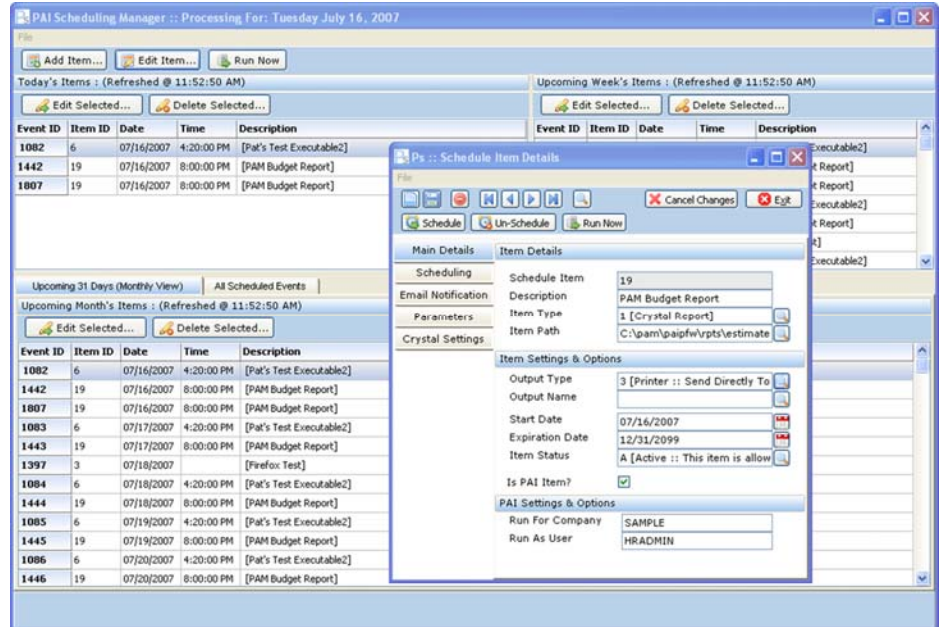 PAI Scheduling Manager :: Processing For: Tuesday July 16, 2007
File
Add Item... Edit Item... Run Now
Today's Items : (Refreshed @ 11:52:50 AM)
Edit Selected... Delete Selected...
Event ID Item ID Date Time Description
1082 6 07/16/2007 4:20:00 PM [Pat's Test Executable2]
1442 19 07/16/2007 8:00:00 PM [PAM Budget Report]
1807 19 07/16/2007 8:00:00 PM [PAM Budget Report]
Upcoming Week's Items : (Refreshed @ 11:52:50 AM)
Edit Selected... Delete Selected...
Event ID Item ID Date Time Description
Executable2]
t Report]
t Report]
Executable2]
t Report]
t]
Executable2]
Upcoming 31 Days (Monthly View) All Scheduled Events
Upcoming Month's Items : (Refreshed @ 11:52:50 AM)
Edit Selected... Delete Selected...
Event ID Item ID Date Time Description
1082 6 07/16/2007 4:20:00 PM [Pat's Test Executable2]
1442 19 07/16/2007 8:00:00 PM [PAM Budget Report]
1807 19 07/16/2007 8:00:00 PM [PAM Budget Report]
1083 6 07/17/2007 4:20:00 PM [Pat's Test Executable2]
1443 19 07/17/2007 8:00:00 PM [PAM Budget Report]
1397 3 07/18/2007 [Firefox Test]
1084 6 07/18/2007 4:20:00 PM [Pat's Test Executable2]
1444 19 07/18/2007 8:00:00 PM [PAM Budget Report]
1085 6 07/19/2007 4:20:00 PM [Pat's Test Executable2]
1445 19 07/19/2007 8:00:00 PM [PAM Budget Report]
1086 6 07/20/2007 4:20:00 PM [Pat's Test Executable2]
1446 19 07/20/2007 8:00:00 PM [PAM Budget Report]
Ps :: Schedule Item Details
File
Cancel Changes Exit
Schedule Un-Schedule Run Now
Main Details
Scheduling
Email Notification
Parameters
Crystal Settings
Item Details
Schedule Item 19
Description PAM Budget Report
Item Type 1 [Crystal Report]
Item Path C:\pam\paipfw\rpts\estimate
Item Settings & Options
Output Type 3 [Printer :: Send Directly To
Output Name
Start Date 07/16/2007
Expiration Date 12/31/2099
Item Status A [Active :: This item is allow
Is PAI Item?
PAI Settings & Options
Run For Company SAMPLE
Run As User HRADMIN